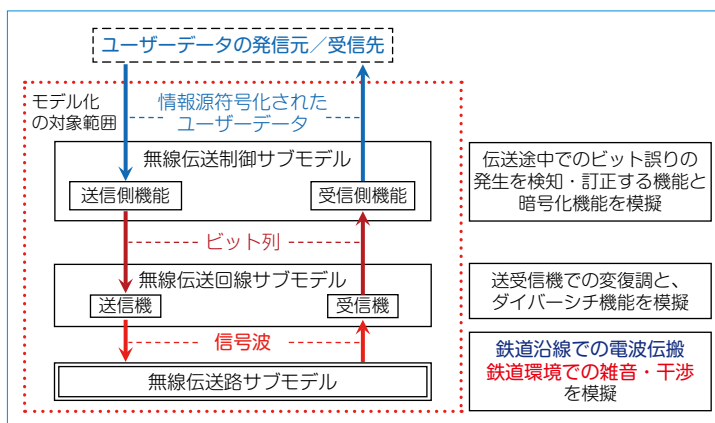 ユーザーデータの発信元／受信先
モデル化
の対象範囲
情報源符号化された
ユーザーデータ
無線伝送制御サブモデル
送信側機能
受信側機能
伝送途中でのビット誤りの
発生を検知・訂正する機能と
暗号化機能を模擬
ビット列
無線伝送回線サブモデル
送信機
受信機
送受信機での変復調と、
ダイバーシチ機能を模擬
信号波
無線伝送路サブモデル
鉄道沿線での電波伝搬
鉄道環境での雑音・干渉
を模擬